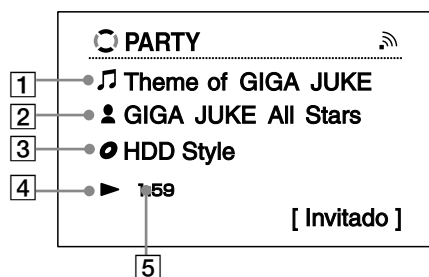 PARTY
1 Theme of GIGA JUKE
2 GIGA JUKE All Stars
3 HDD Style
4 1:59
[ Invitado ]
5